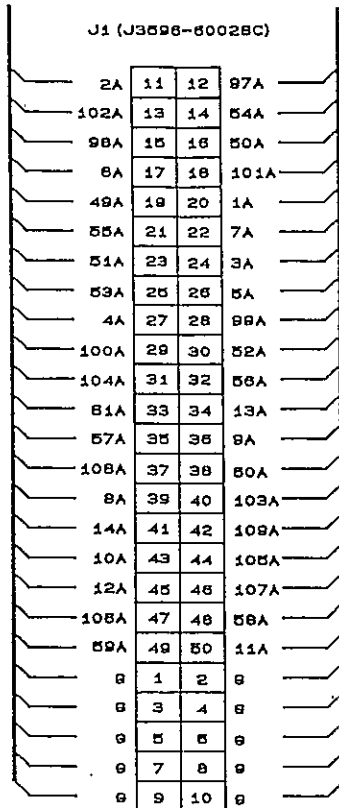 J1 (J3596-6002SC)
2A 11 12 97A
102A 13 14 54A
98A 15 16 50A
6A 17 18 101A
49A 19 20 1A
55A 21 22 7A
51A 23 24 3A
53A 25 26 5A
4A 27 28 99A
100A 29 30 52A
104A 31 32 56A
61A 33 34 13A
57A 35 36 9A
108A 37 38 60A
8A 39 40 103A
14A 41 42 109A
10A 43 44 105A
12A 45 46 107A
106A 47 48 58A
59A 49 50 11A
G 1 2 G
G 3 4 G
G 5 6 G
G 7 8 G
G 9 10 G